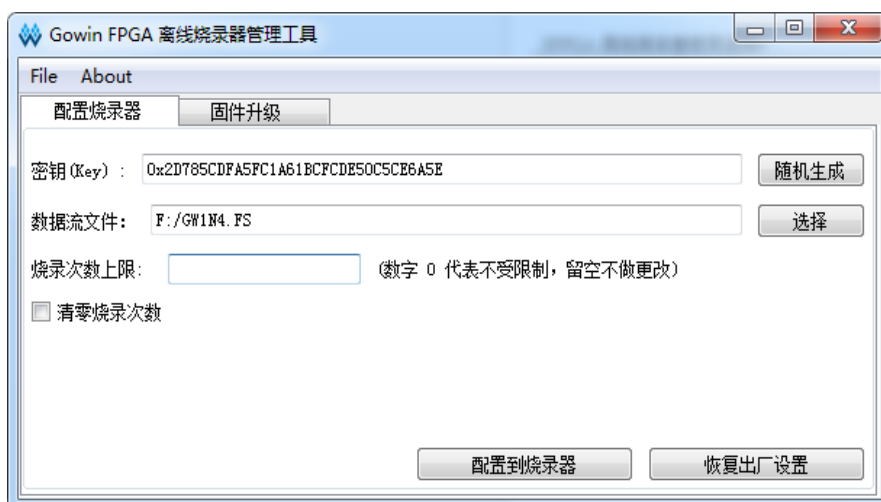 Gowin FPGA 离线烧录器管理工具
File About
配置烧录器 固件升级
密钥(Key) : 0x2D785CDFA5FC1A61BCFCDE50C5CE6A5E 随机生成
数据流文件: F:/GW1N4.FS 选择
烧录次数上限: (数字 0 代表不受限制,留空不做更改)
清零烧录次数
配置到烧录器 恢复出厂设置